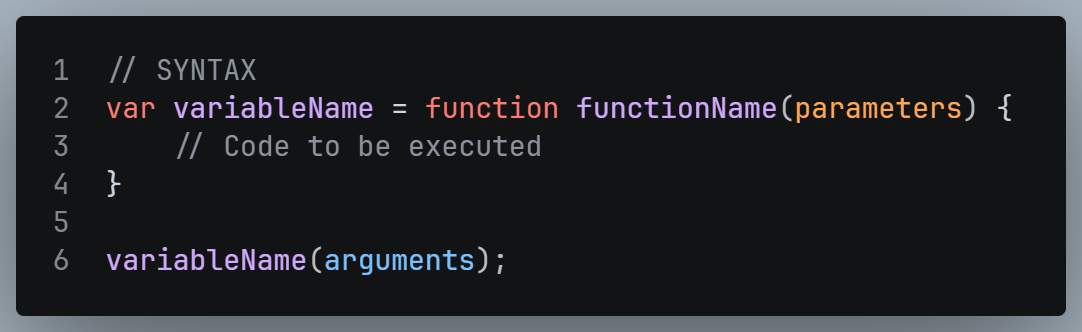 1 // SYNTAX
2 var variableName = function functionName(parameters) {
3     // Code to be executed
4 }
5
6 variableName(arguments);